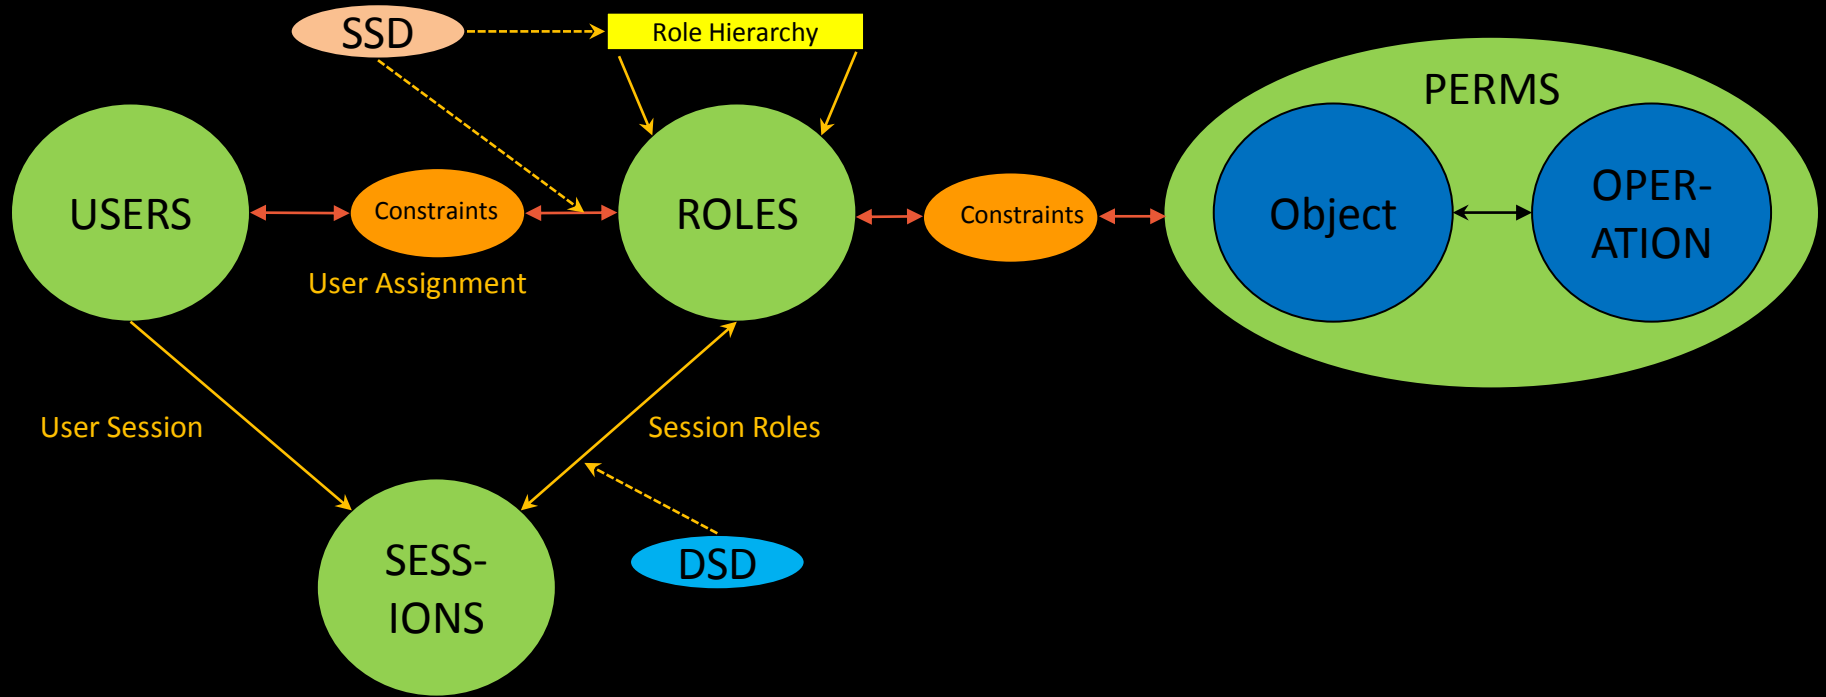 SSD
Role Hierarchy
PERMS
USERS
Constraints
ROLES
Constraints
Object
OPER-
ATION
User Assignment
User Session
Session Roles
SESS-
IONS
DSD